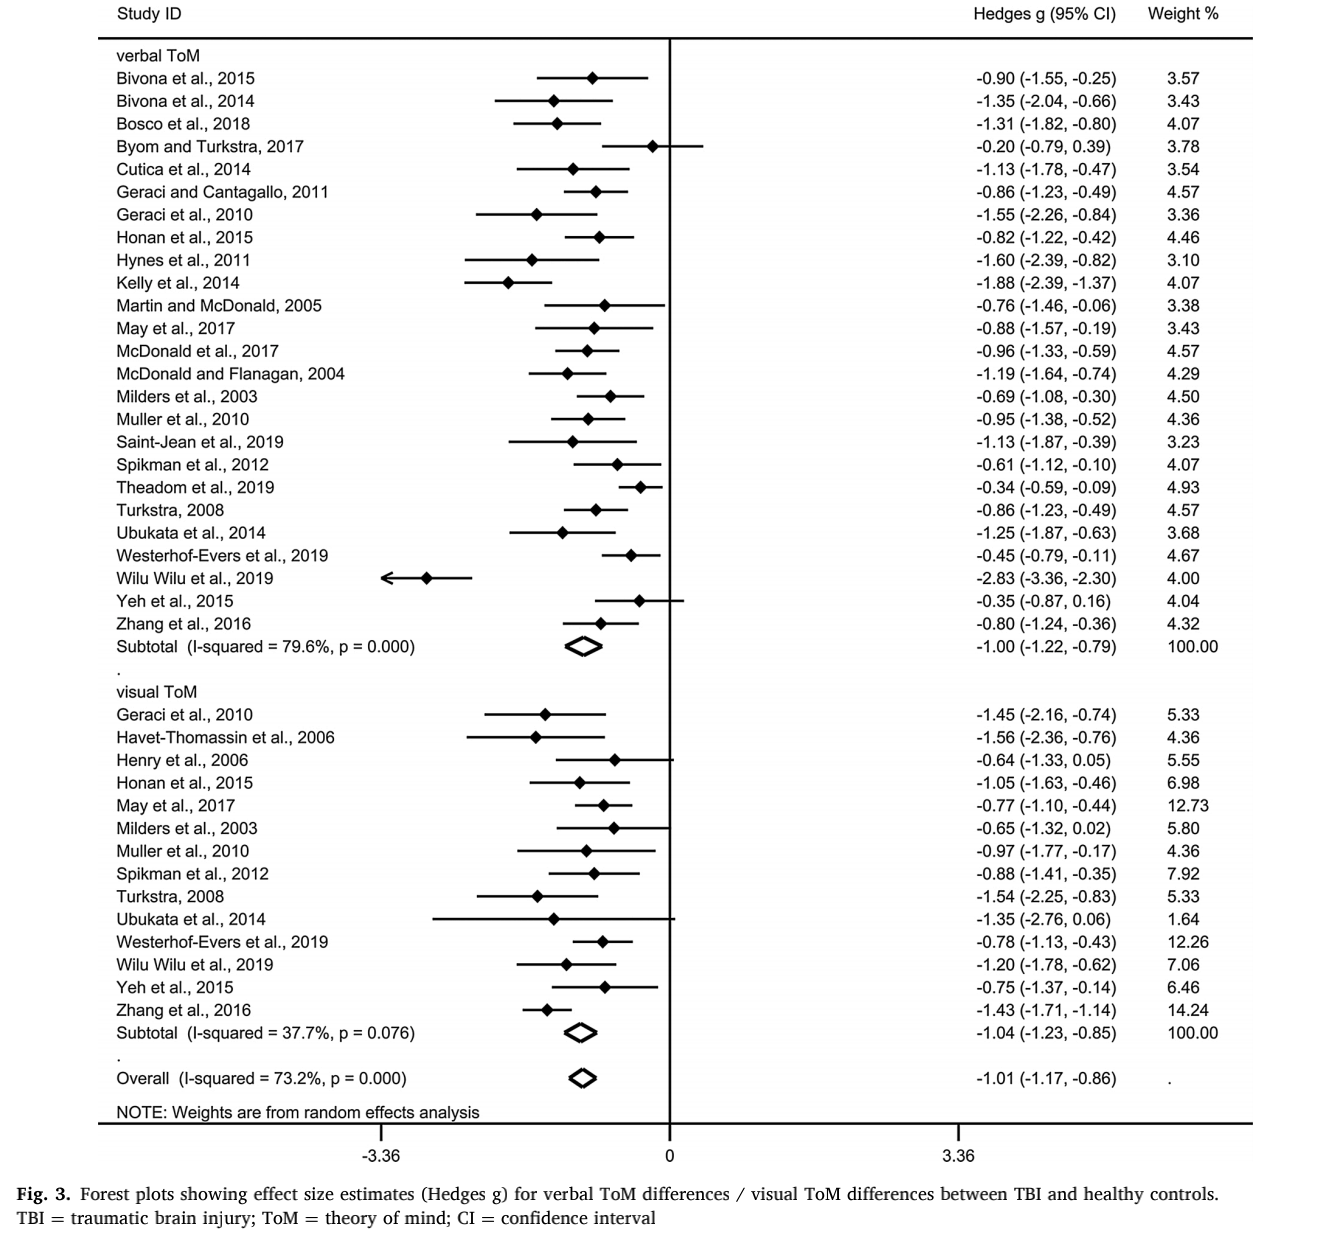 Study ID Hedges g (95% CI) Weight %
verbal ToM
Bivona et al., 2015 -0.90 (-1.55, -0.25) 3.57
Bivona et al., 2014 -1.35 (-2.04, -0.66) 3.43
Bosco et al., 2018 -1.31 (-1.82, -0.80) 4.07
Byom and Turkstra, 2017 -0.20 (-0.79, 0.39) 3.78
Cutica et al., 2014 -1.13 (-1.78, -0.47) 3.54
Geraci and Cantagallo, 2011 -0.86 (-1.23, -0.49) 4.57
Geraci et al., 2010 -1.55 (-2.26, -0.84) 3.36
Honan et al., 2015 -0.82 (-1.22, -0.42) 4.46
Hynes et al., 2011 -1.60 (-2.39, -0.82) 3.10
Kelly et al., 2014 -1.88 (-2.39, -1.37) 4.07
Martin and McDonald, 2005 -0.76 (-1.46, -0.06) 3.38
May et al., 2017 -0.88 (-1.57, -0.19) 3.43
McDonald et al., 2017 -0.96 (-1.33, -0.59) 4.57
McDonald and Flanagan, 2004 -1.19 (-1.64, -0.74) 4.29
Milders et al., 2003 -0.69 (-1.08, -0.30) 4.50
Muller et al., 2010 -0.95 (-1.38, -0.52) 4.36
Saint-Jean et al., 2019 -1.13 (-1.87, -0.39) 3.23
Spikman et al., 2012 -0.61 (-1.12, -0.10) 4.07
Theadom et al., 2019 -0.34 (-0.59, -0.09) 4.93
Turkstra, 2008 -0.86 (-1.23, -0.49) 4.57
Ubukata et al., 2014 -1.25 (-1.87, -0.63) 3.68
Westerhof-Evers et al., 2019 -0.45 (-0.79, -0.11) 4.67
Wilu Wilu et al., 2019 -2.83 (-3.36, -2.30) 4.00
Yeh et al., 2015 -0.35 (-0.87, 0.16) 4.04
Zhang et al., 2016 -0.80 (-1.24, -0.36) 4.32
Subtotal (I-squared = 79.6%, p = 0.000) -1.00 (-1.22, -0.79) 100.00
.
visual ToM
Geraci et al., 2010 -1.45 (-2.16, -0.74) 5.33
Havet-Thomassin et al., 2006 -1.56 (-2.36, -0.76) 4.36
Henry et al., 2006 -0.64 (-1.33, 0.05) 5.55
Honan et al., 2015 -1.05 (-1.63, -0.46) 6.98
May et al., 2017 -0.77 (-1.10, -0.44) 12.73
Milders et al., 2003 -0.65 (-1.32, 0.02) 5.80
Muller et al., 2010 -0.97 (-1.77, -0.17) 4.36
Spikman et al., 2012 -0.88 (-1.41, -0.35) 7.92
Turkstra, 2008 -1.54 (-2.25, -0.83) 5.33
Ubukata et al., 2014 -1.35 (-2.76, 0.06) 1.64
Westerhof-Evers et al., 2019 -0.78 (-1.13, -0.43) 12.26
Wilu Wilu et al., 2019 -1.20 (-1.78, -0.62) 7.06
Yeh et al., 2015 -0.75 (-1.37, -0.14) 6.46
Zhang et al., 2016 -1.43 (-1.71, -1.14) 14.24
Subtotal (I-squared = 37.7%, p = 0.076) -1.04 (-1.23, -0.85) 100.00
.
Overall (I-squared = 73.2%, p = 0.000) -1.01 (-1.17, -0.86) .
NOTE: Weights are from random effects analysis
-3.36 0 3.36
Fig. 3. Forest plots showing effect size estimates (Hedges g) for verbal ToM differences / visual ToM differences between TBI and healthy controls.
TBI = traumatic brain injury; ToM = theory of mind; CI = confidence interval